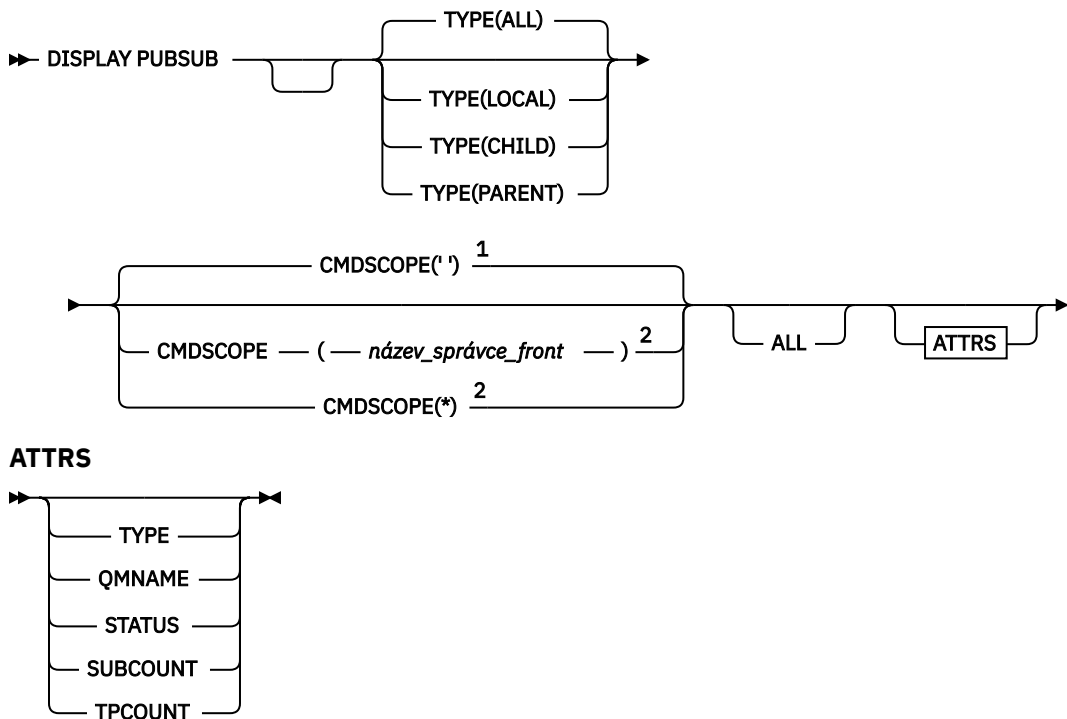 TYPE(ALL)
DISPLAY PUBSUB
TYPE(LOCAL)
TYPE(CHILD)
TYPE(PARENT)
CMDSCOPE(' ') 1
CMDSCOPE ( název_správce_front ) 2
ALL
ATTRS
CMDSCOPE(*) 2
ATTRS
TYPE
QMNAME
STATUS
SUBCOUNT
TPCOUNT